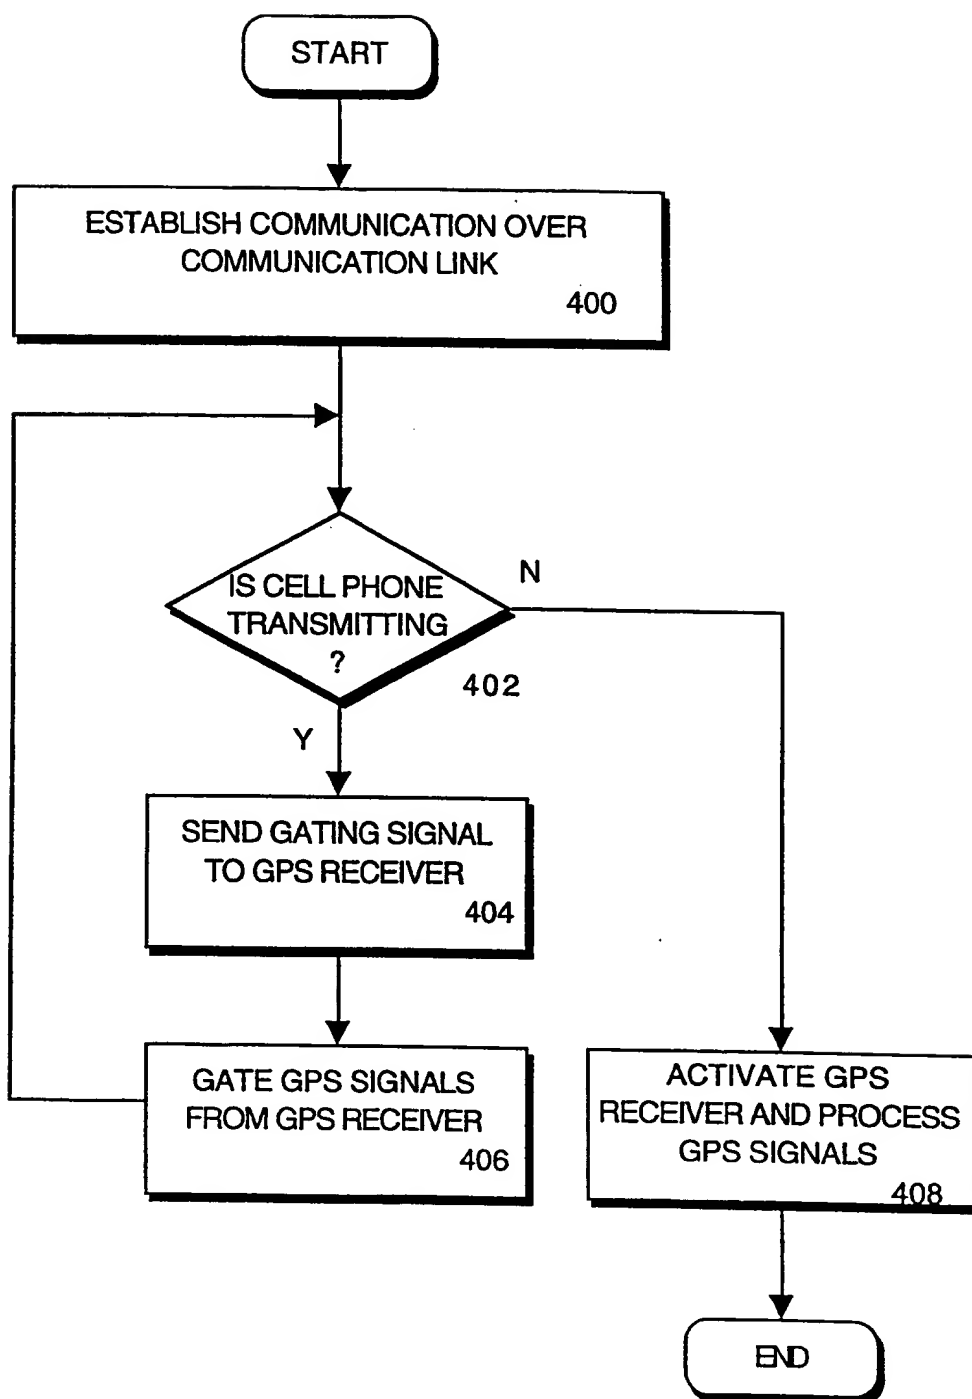 START
ESTABLISH COMMUNICATION OVER
COMMUNICATION LINK
400
IS CELL PHONE
TRANSMITTING
?
402
N
Y
SEND GATING SIGNAL
TO GPS RECEIVER
404
GATE GPS SIGNALS
FROM GPS RECEIVER
406
ACTIVATE GPS
RECEIVER AND PROCESS
GPS SIGNALS
408
END